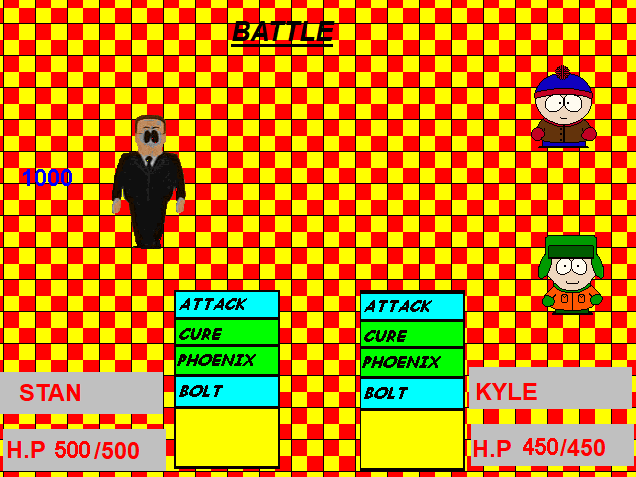 BATTLE
1000
ATTACK
CURE
PHOENIX
BOLT
ATTACK
CURE
PHOENIX
BOLT
STAN
H.P 500/500
KYLE
H.P 450/450